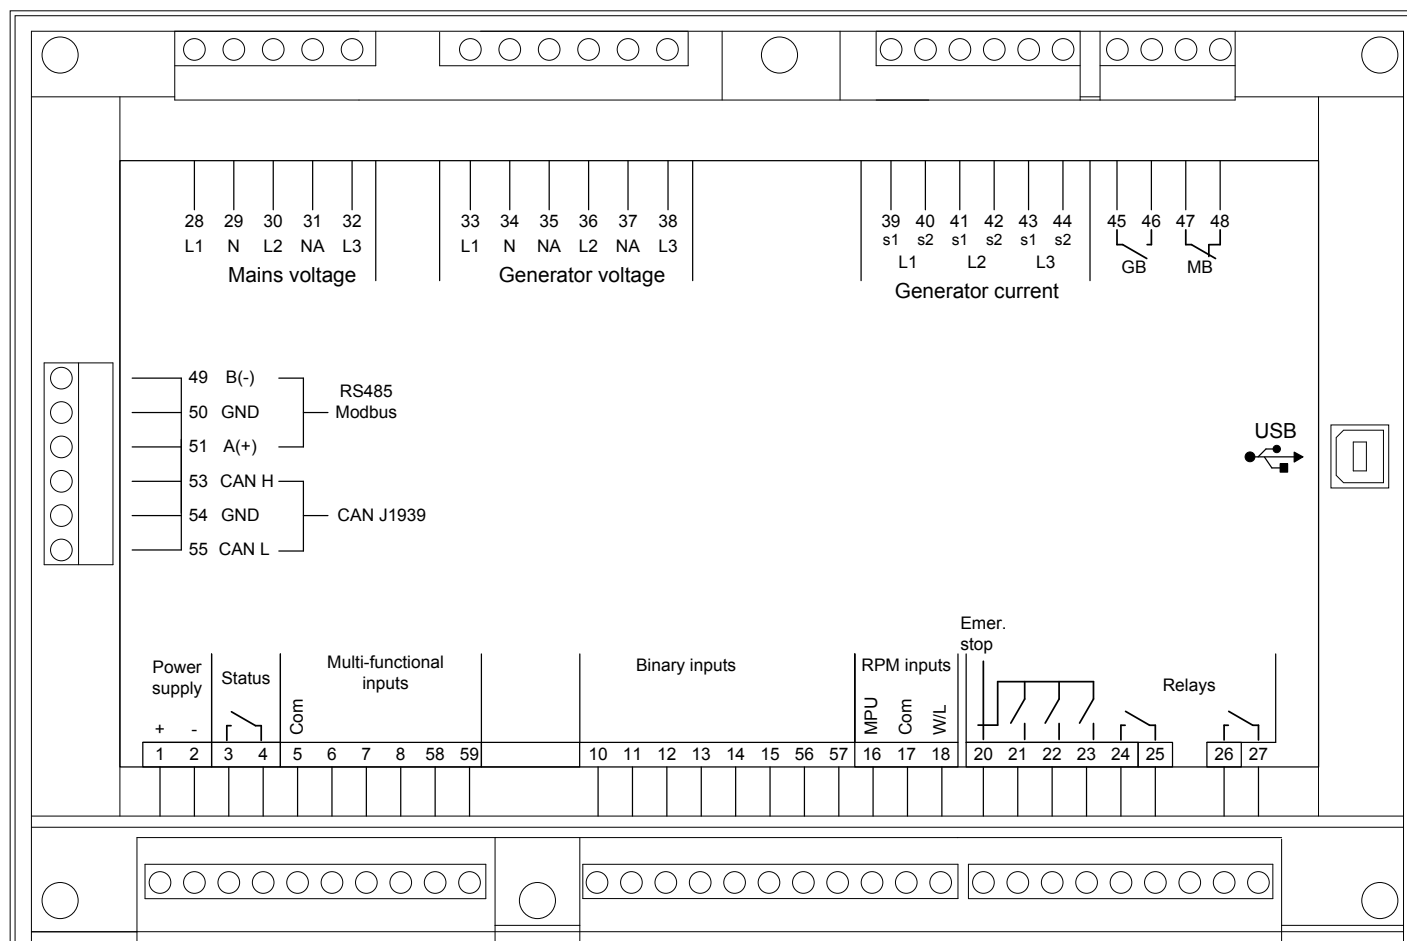 28 29 30 31 32 33 34 35 36 37 38 39 40 41 42 43 44 45 46 47 48
L1 N L2 NA L3 L1 N NA L2 NA L3 s1 s2 s1 s2 s1 s2
L1 L2 L3 GB MB
Mains voltage Generator voltage Generator current
49 B(-)
RS485
50 GND Modbus
51 A(+)
USB
53 CAN H
54 GND CAN J1939
55 CAN L
Emer.
stop
Power
supply
Status
Multi-functional
inputs
Binary inputs
RPM inputs
Relays
+ - Com MPU Com W/L
1 2 3 4 5 6 7 8 58 59 10 11 12 13 14 15 56 57 16 17 18 20 21 22 23 24 25 26 27